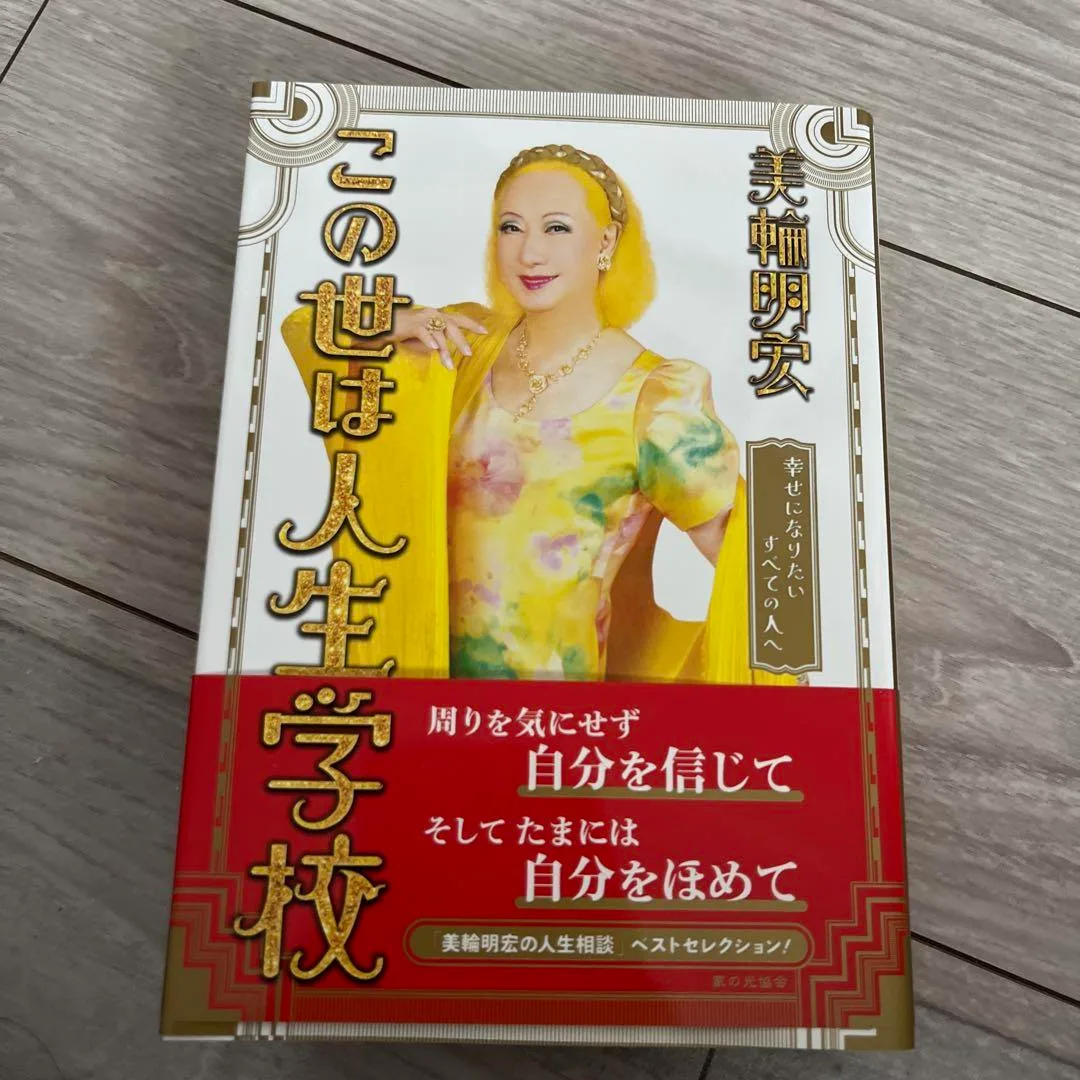 この世は人生学校
美輪明宏
幸せになりたい
すべての人へ
周りを気にせず
自分を信じて
そして たまには
自分をほめて
「美輪明宏の人生相談」ベストセレクション!
家の光協会